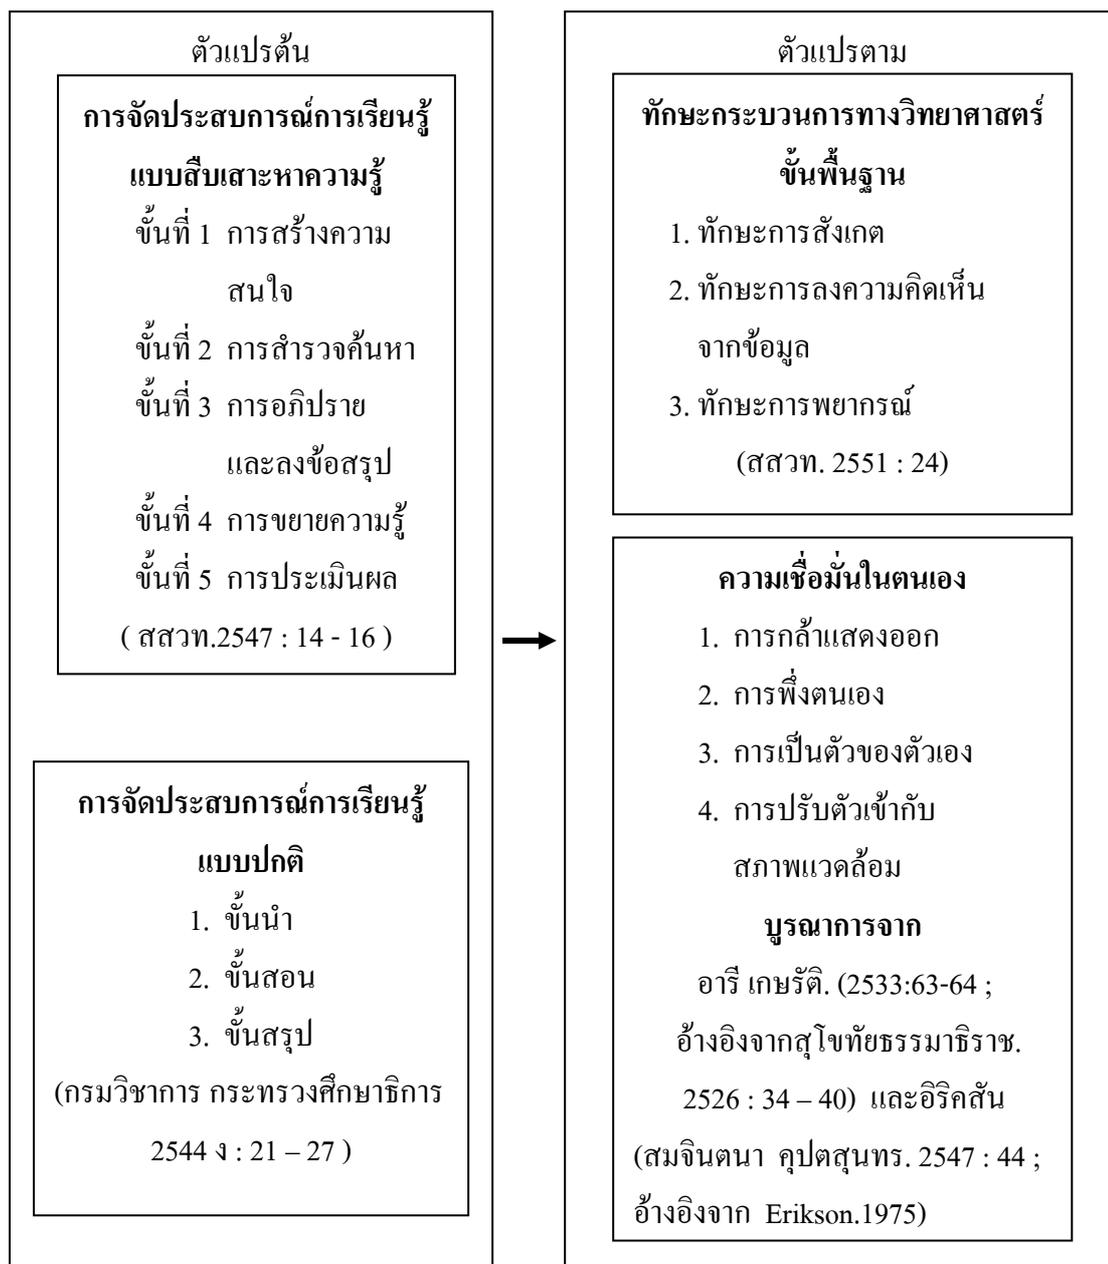 ตัวแปรต้น
การจัดประสบการณ์การเรียนรู้
แบบสืบเสาะหาความรู้
ขั้นที่ 1 การสร้างความ
สนใจ
ขั้นที่ 2 การสำรวจค้นหา
ขั้นที่ 3 การอภิปราย
และลงข้อสรุป
ขั้นที่ 4 การขยายความรู้
ขั้นที่ 5 การประเมินผล
( สสวท.2547 : 14 - 16 )
การจัดประสบการณ์การเรียนรู้
แบบปกติ
1. ขั้นนำ
2. ขั้นสอน
3. ขั้นสรุป
(กรมวิชาการ กระทรวงศึกษาธิการ
2544 ง : 21 – 27 )
ตัวแปรตาม
ทักษะกระบวนการทางวิทยาศาสตร์
ขั้นพื้นฐาน
1. ทักษะการสังเกต
2. ทักษะการลงความคิดเห็น
จากข้อมูล
3. ทักษะการพยากรณ์
(สสวท. 2551 : 24)
ความเชื่อมั่นในตนเอง
1. การกล้าแสดงออก
2. การพึ่งตนเอง
3. การเป็นตัวของตัวเอง
4. การปรับตัวเข้ากับ
สภาพแวดล้อม
บูรณาการจาก
อารี เกษรัติ. (2533:63-64 ;
อ้างอิงจากสุโขทัยธรรมาธิราช.
2526 : 34 – 40) และอิริคสัน
(สมจินตนา คุปตสุนทร. 2547 : 44 ;
อ้างอิงจาก Erikson.1975)